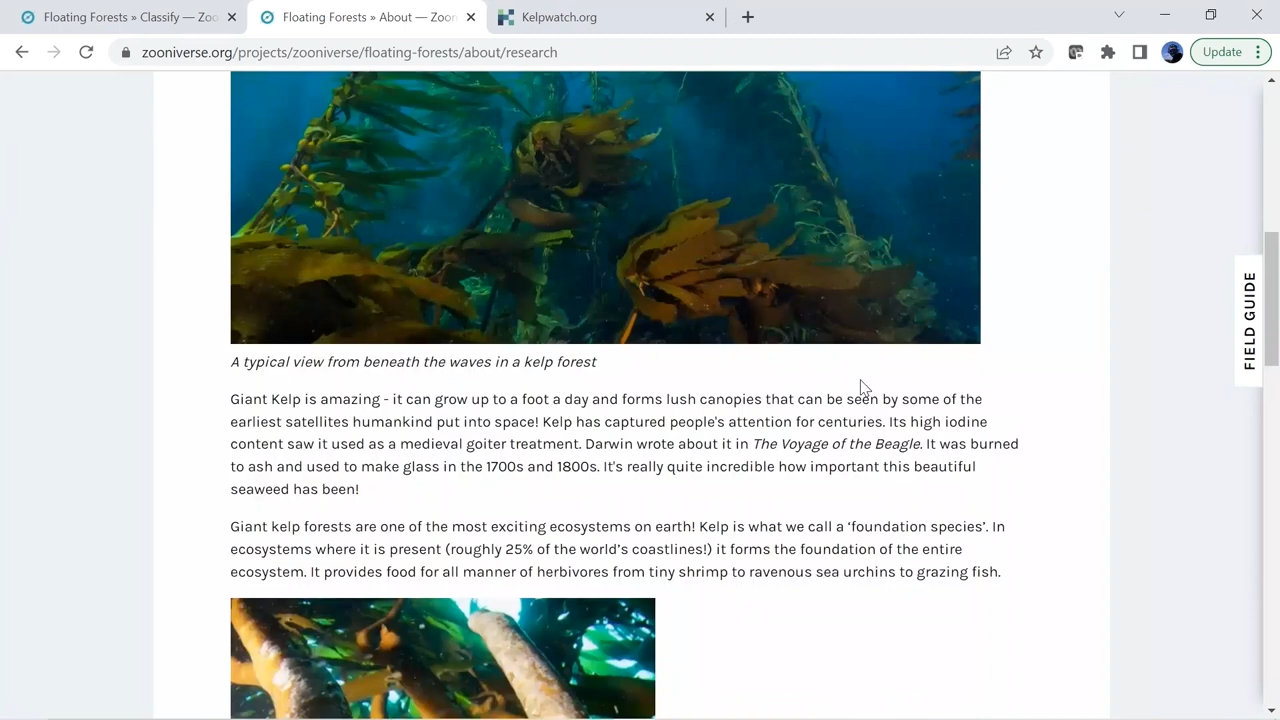 Floating Forests » Classify — Zoo
Floating Forests » About — Zoon
Kelpwatch.org
zooniverse.org/projects/zooniverse/floating-forests/about/research
Update
A typical view from beneath the waves in a kelp forest
Giant Kelp is amazing - it can grow up to a foot a day and forms lush canopies that can be seen by some of the
earliest satellites humankind put into space! Kelp has captured people's attention for centuries. Its high iodine
content saw it used as a medieval goiter treatment. Darwin wrote about it in The Voyage of the Beagle. It was burned
to ash and used to make glass in the 1700s and 1800s. It's really quite incredible how important this beautiful
seaweed has been!
Giant kelp forests are one of the most exciting ecosystems on earth! Kelp is what we call a ‘foundation species’. In
ecosystems where it is present (roughly 25% of the world’s coastlines!) it forms the foundation of the entire
ecosystem. It provides food for all manner of herbivores from tiny shrimp to ravenous sea urchins to grazing fish.
FIELD GUIDE